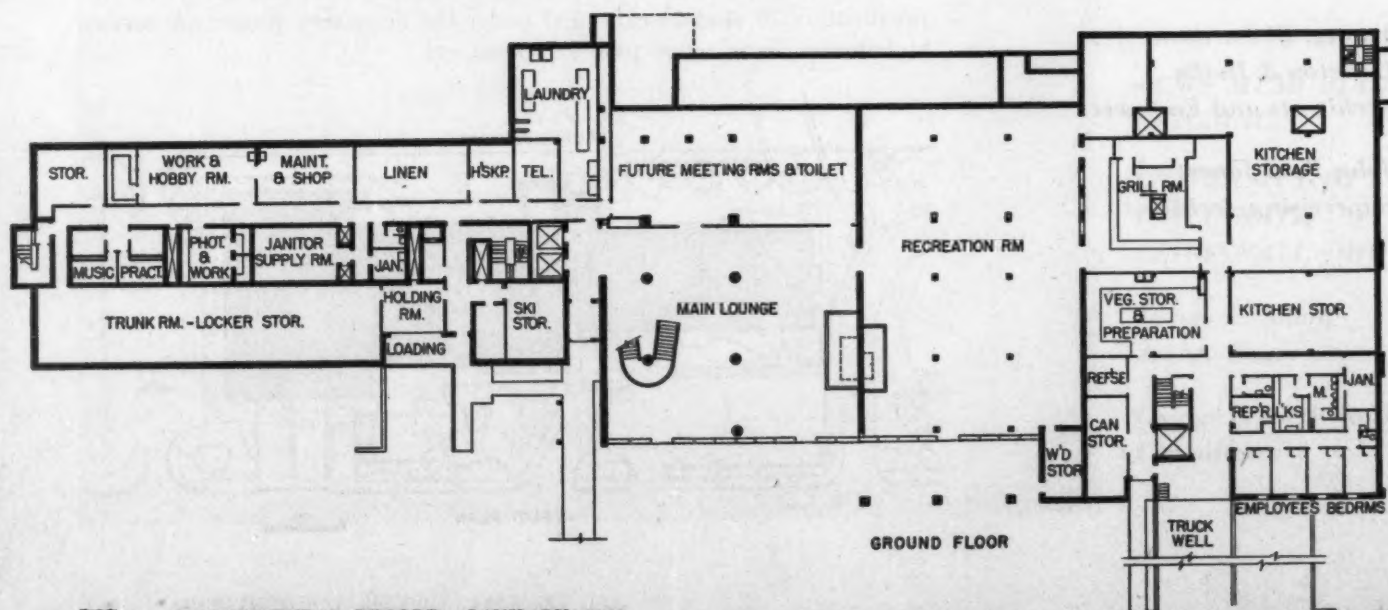 LAUNDRY
STOR.
WORK &
HOBBY RM.
MAINT.
& SHOP
LINEN
H'SKP.
TEL.
FUTURE MEETING RMS & TOILET
GRILL RM.
KITCHEN
STORAGE
MUSIC
PRACT.
PHOT.
&
WORK
JANITOR
SUPPLY RM.
JAN.
HOLDING
RM.
TRUNK RM. - LOCKER STOR.
LOADING
SKI
STOR.
MAIN LOUNGE
RECREATION RM
VEG. STOR.
&
PREPARATION
KITCHEN STOR.
REFSE
CAN
STOR.
REP'R.
LKS
M.
JAN.
W'D
STOR
EMPLOYEES BEDRMS
TRUCK
WELL
GROUND FLOOR